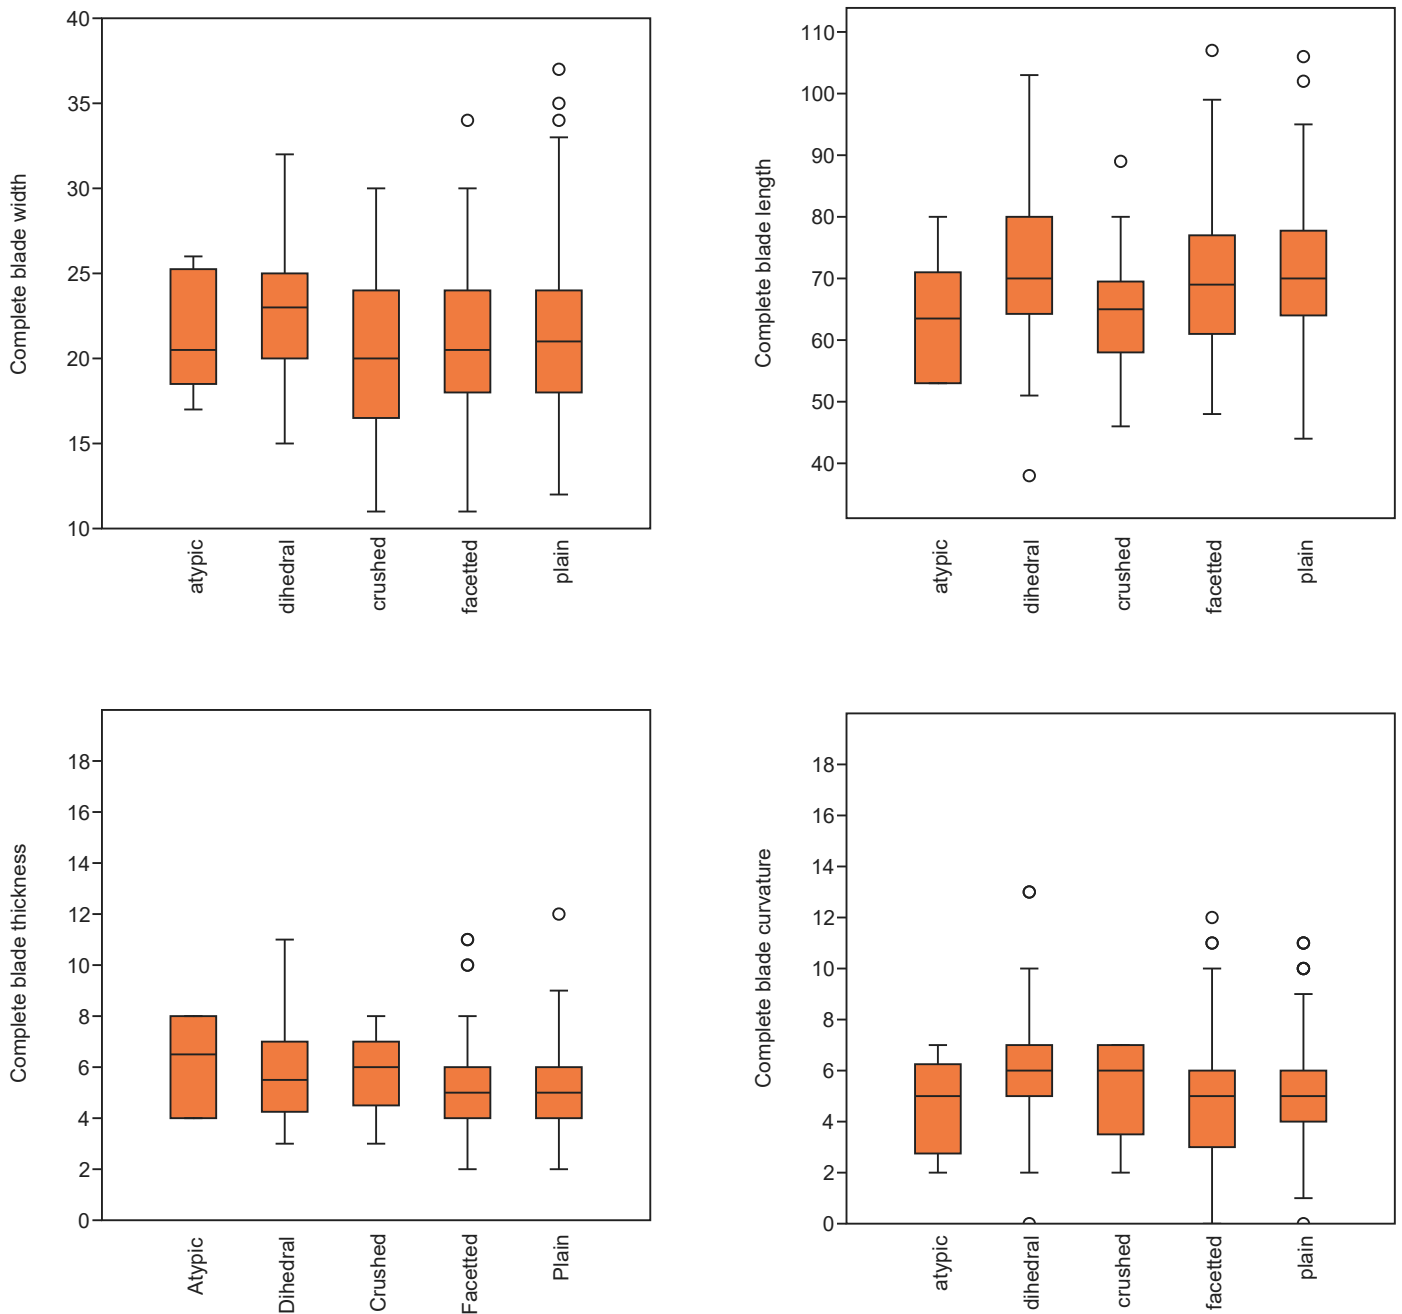 Complete blade width
40
35
30
25
20
15
10
atypic
dihedral
crushed
facetted
plain
Complete blade length
110
100
90
80
70
60
50
40
atypic
dihedral
crushed
facetted
plain
Complete blade thickness
18
16
14
12
10
8
6
4
2
0
Atypic
Dihedral
Crushed
Facetted
Plain
Complete blade curvature
18
16
14
12
10
8
6
4
2
0
atypic
dihedral
crushed
facetted
plain